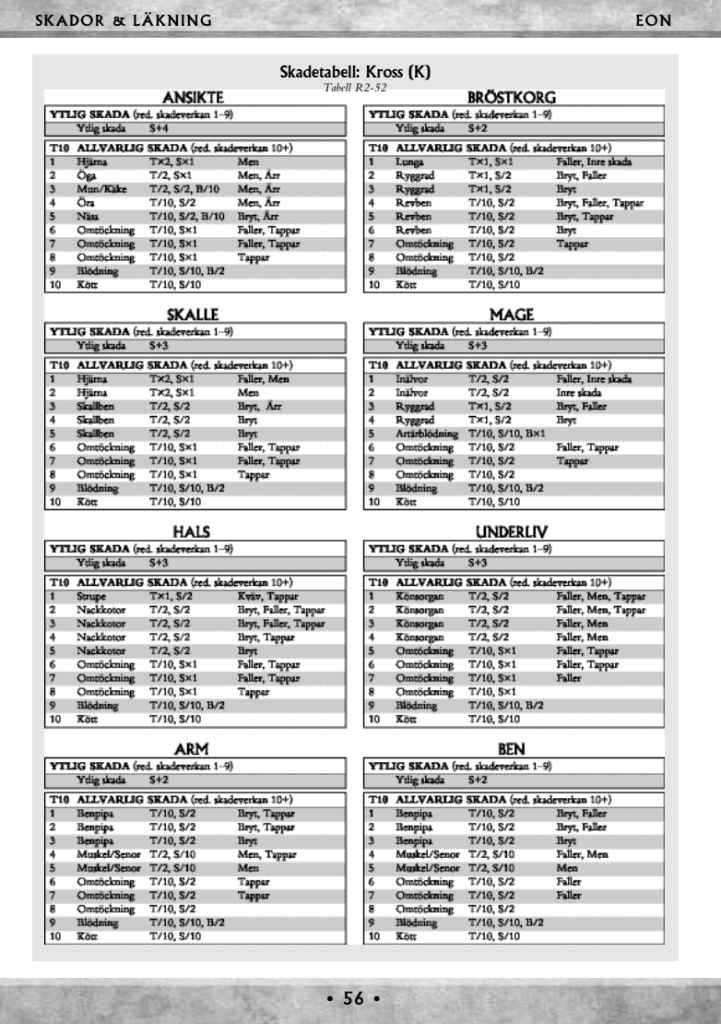 SKADOR & LÄKNING
EON
Skadetabell: Kross (K)
Tabell R2-52
ANSIKTE
YTLIG SKADA (red. skadeverkan 1–9)
Ytlig skada S+4
T10 ALLVARLIG SKADA (red. skadeverkan 10+)
1 Hjärna T×2, S×1 Men
2 Öga T/2, S×1 Men, Ärr
3 Mun/Käke T/2, S/2, B/10 Men, Ärr
4 Öra T/10, S/2 Men, Ärr
5 Näsa T/10, S/2, B/10 Bryt, Ärr
6 Omtöckning T/10, S×1 Faller, Tappar
7 Omtöckning T/10, S×1 Faller, Tappar
8 Omtöckning T/10, S×1 Tappar
9 Blödning T/10, S/10, B/2
10 Kött T/10, S/10
BRÖSTKORG
YTLIG SKADA (red. skadeverkan 1–9)
Ytlig skada S+2
T10 ALLVARLIG SKADA (red. skadeverkan 10+)
1 Lunga T×1, S×1 Faller, Inre skada
2 Ryggrad T×1, S/2 Bryt, Faller
3 Ryggrad T×1, S/2 Bryt
4 Revben T/10, S/2 Bryt, Faller, Tappar
5 Revben T/10, S/2 Bryt, Tappar
6 Revben T/10, S/2 Bryt
7 Omtöckning T/10, S/2 Tappar
8 Omtöckning T/10, S/2
9 Blödning T/10, S/10, B/2
10 Kött T/10, S/10
SKALLE
YTLIG SKADA (red. skadeverkan 1–9)
Ytlig skada S+3
T10 ALLVARLIG SKADA (red. skadeverkan 10+)
1 Hjärna T×2, S×1 Faller, Men
2 Hjärna T×2, S×1 Men
3 Skallben T/2, S/2 Bryt, Ärr
4 Skallben T/2, S/2 Bryt
5 Skallben T/2, S/2 Bryt
6 Omtöckning T/10, S×1 Faller, Tappar
7 Omtöckning T/10, S×1 Faller, Tappar
8 Omtöckning T/10, S×1 Tappar
9 Blödning T/10, S/10, B/2
10 Kött T/10, S/10
MAGE
YTLIG SKADA (red. skadeverkan 1–9)
Ytlig skada S+3
T10 ALLVARLIG SKADA (red. skadeverkan 10+)
1 Inälvor T/2, S/2 Faller, Inre skada
2 Inälvor T/2, S/2 Inre skada
3 Ryggrad T×1, S/2 Bryt, Faller
4 Ryggrad T×1, S/2 Bryt
5 Artärblödning T/10, S/10, B×1
6 Omtöckning T/10, S/2 Faller, Tappar
7 Omtöckning T/10, S/2 Tappar
8 Omtöckning T/10, S/2
9 Blödning T/10, S/10, B/2
10 Kött T/10, S/10
HALS
YTLIG SKADA (red. skadeverkan 1–9)
Ytlig skada S+3
T10 ALLVARLIG SKADA (red. skadeverkan 10+)
1 Strupe T×1, S/2 Kväv, Tappar
2 Nackkotor T/2, S/2 Bryt, Faller, Tappar
3 Nackkotor T/2, S/2 Bryt, Faller, Tappar
4 Nackkotor T/2, S/2 Bryt, Tappar
5 Nackkotor T/2, S/2 Bryt
6 Omtöckning T/10, S×1 Faller, Tappar
7 Omtöckning T/10, S×1 Faller, Tappar
8 Omtöckning T/10, S×1 Tappar
9 Blödning T/10, S/10, B/2
10 Kött T/10, S/10
UNDERLIV
YTLIG SKADA (red. skadeverkan 1–9)
Ytlig skada S+3
T10 ALLVARLIG SKADA (red. skadeverkan 10+)
1 Könsorgan T/2, S/2 Faller, Men, Tappar
2 Könsorgan T/2, S/2 Faller, Men, Tappar
3 Könsorgan T/2, S/2 Faller, Men
4 Könsorgan T/2, S/2 Faller, Men
5 Omtöckning T/10, S×1 Faller, Tappar
6 Omtöckning T/10, S×1 Faller, Tappar
7 Omtöckning T/10, S×1 Faller
8 Omtöckning T/10, S×1
9 Blödning T/10, S/10, B/2
10 Kött T/10, S/10
ARM
YTLIG SKADA (red. skadeverkan 1–9)
Ytlig skada S+2
T10 ALLVARLIG SKADA (red. skadeverkan 10+)
1 Benpipa T/10, S/2 Bryt, Tappar
2 Benpipa T/10, S/2 Bryt, Tappar
3 Benpipa T/10, S/2 Bryt
4 Muskel/Senor T/2, S/10 Men, Tappar
5 Muskel/Senor T/2, S/10 Men
6 Omtöckning T/10, S/2 Tappar
7 Omtöckning T/10, S/2 Tappar
8 Omtöckning T/10, S/2
9 Blödning T/10, S/10, B/2
10 Kött T/10, S/10
BEN
YTLIG SKADA (red. skadeverkan 1–9)
Ytlig skada S+2
T10 ALLVARLIG SKADA (red. skadeverkan 10+)
1 Benpipa T/10, S/2 Bryt, Faller
2 Benpipa T/10, S/2 Bryt, Faller
3 Benpipa T/10, S/2 Bryt
4 Muskel/Senor T/2, S/10 Faller, Men
5 Muskel/Senor T/2, S/10 Men
6 Omtöckning T/10, S/2 Faller
7 Omtöckning T/10, S/2 Faller
8 Omtöckning T/10, S/2
9 Blödning T/10, S/10, B/2
10 Kött T/10, S/10
• 56 •